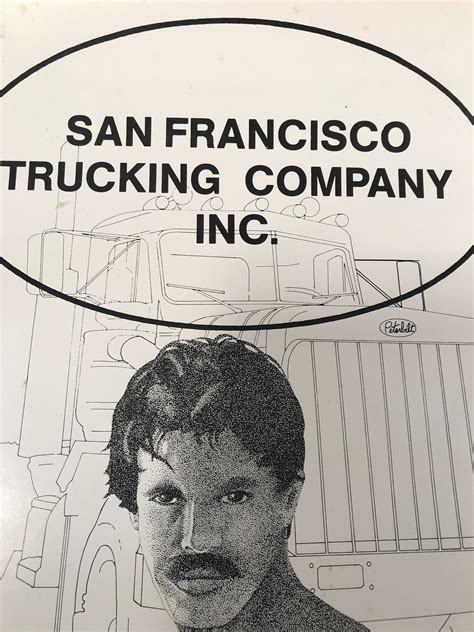 SAN FRANCISCO
TRUCKING COMPANY
INC.
Peterbilt